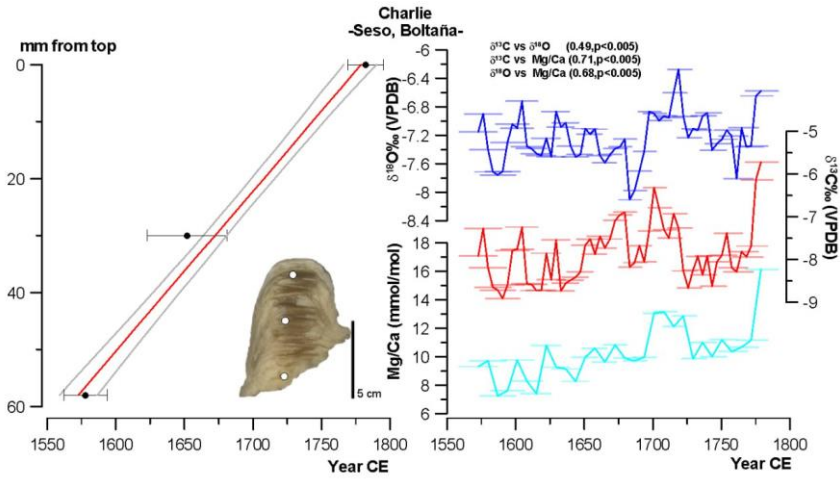 Charlie
-Seso, Boltaña-
mm from top
0
20
40
60
1550
1600
1650
1700
1750
1800
Year CE
5 cm
δ¹³C vs δ¹⁸O (0.49,p<0.005)
δ¹³C vs Mg/Ca (0.71,p<0.005)
δ¹⁸O vs Mg/Ca (0.68,p<0.005)
-6
-6.4
-6.8
-7.2
-7.6
-8
-8.4
δ¹⁸O‰ (VPDB)
-5
-6
-7
-8
-9
δ¹³C‰ (VPDB)
18
16
14
12
10
8
6
Mg/Ca (mmol/mol)
1550
1600
1650
1700
1750
1800
Year CE